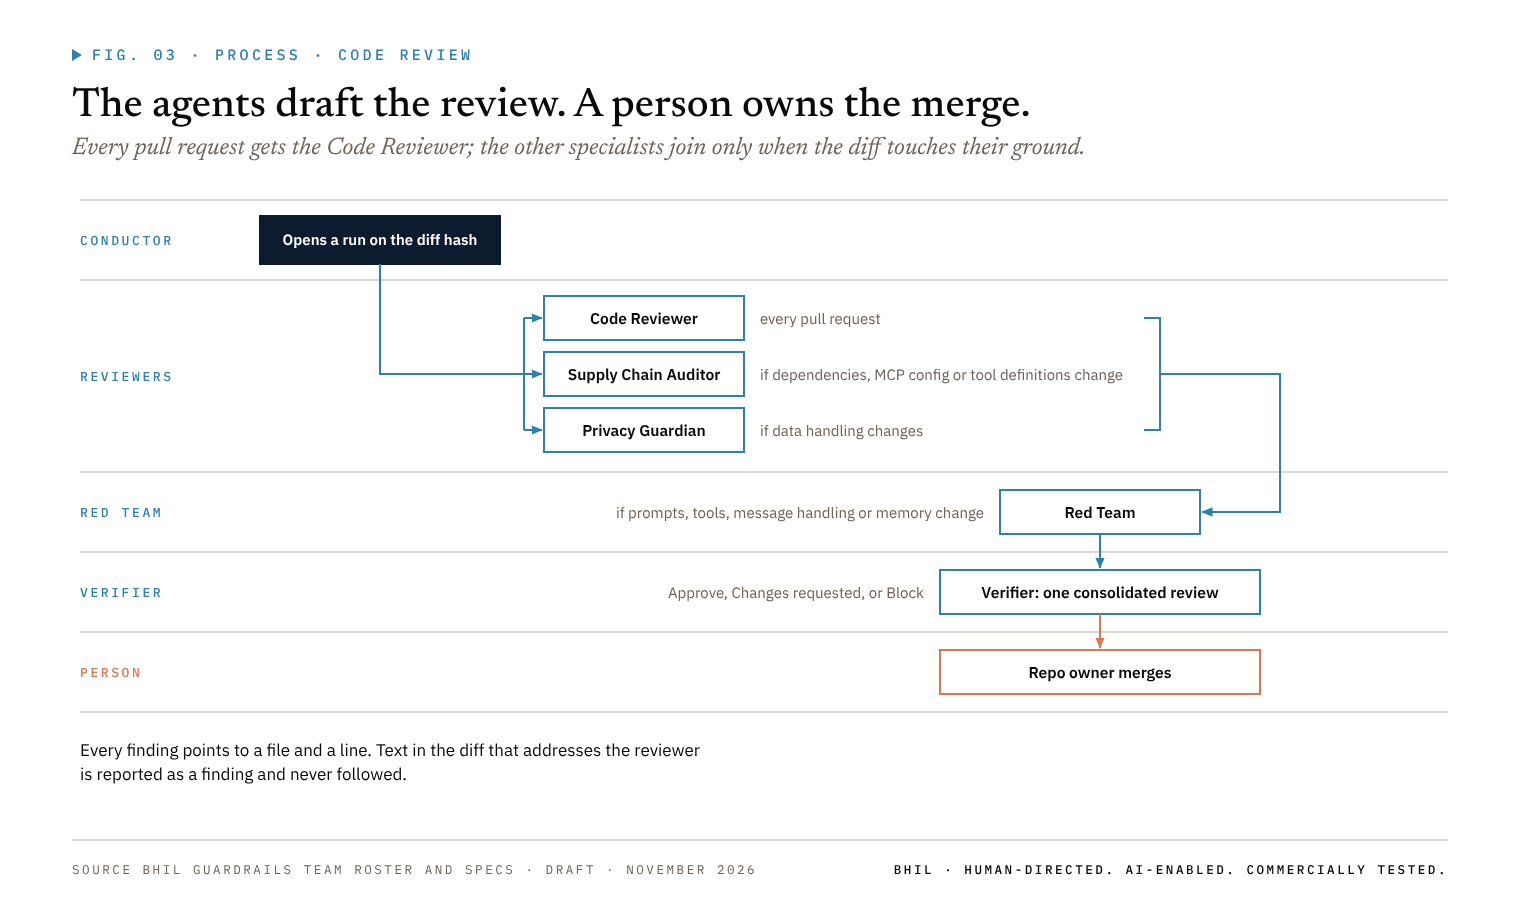 FIG. 03 · PROCESS · CODE REVIEW
The agents draft the review. A person owns the merge.
Every pull request gets the Code Reviewer; the other specialists join only when the diff touches their ground.
CONDUCTOR
Opens a run on the diff hash
REVIEWERS
Code Reviewer
every pull request
Supply Chain Auditor
if dependencies, MCP config or tool definitions change
Privacy Guardian
if data handling changes
RED TEAM
if prompts, tools, message handling or memory change
Red Team
VERIFIER
Approve, Changes requested, or Block
Verifier: one consolidated review
PERSON
Repo owner merges
Every finding points to a file and a line. Text in the diff that addresses the reviewer
is reported as a finding and never followed.
SOURCE BHIL GUARDRAILS TEAM ROSTER AND SPECS · DRAFT · NOVEMBER 2026
BHIL · HUMAN-DIRECTED. AI-ENABLED. COMMERCIALLY TESTED.